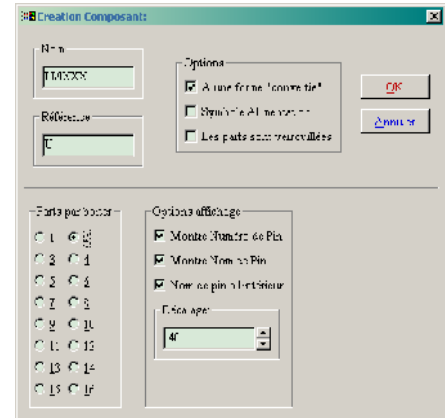 Creation Composant:
Nom
Options
A une forme "convertie"
OK
Symbole Alimentation
Annuler
Référence
Les parts sont verrouillées
U
Parts par boitier
Options affichage
1 2
Montre Numéro de Pin
3 4
Montre Nom de Pin
5 6
Nom de pin a l'intérieur
7 8
Décalage:
9 10
40
11 12
13 14
15 16